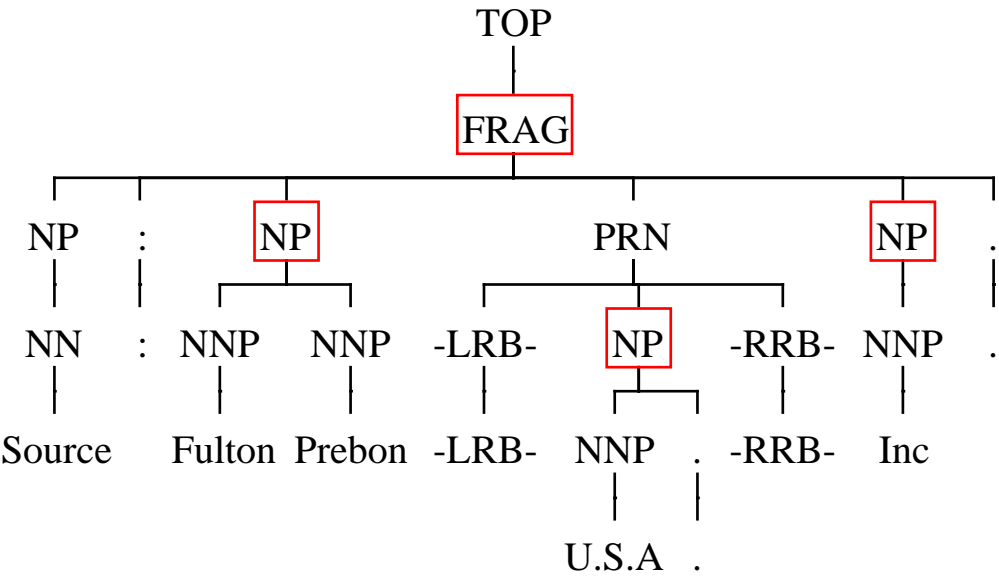 TOP
FRAG
NP : NP PRN NP .
NN : NNP NNP -LRB- NP -RRB- NNP .
Source Fulton Prebon -LRB- NNP . -RRB- Inc
U.S.A .